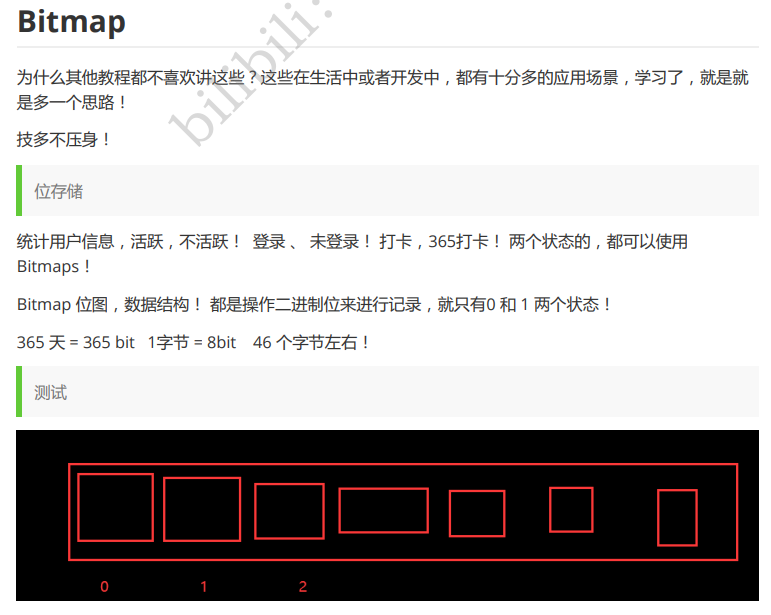 Bitmap
bilibili:
为什么其他教程都不喜欢讲这些？这些在生活中或者开发中，都有十分多的应用场景，学习了，就是就
是多一个思路！
技多不压身！
位存储
统计用户信息，活跃，不活跃！ 登录 、 未登录！ 打卡，365打卡！ 两个状态的，都可以使用
Bitmaps！
Bitmap 位图，数据结构！ 都是操作二进制位来进行记录，就只有0 和 1 两个状态！
365 天 = 365 bit 1字节 = 8bit 46 个字节左右！
测试
0 1 2